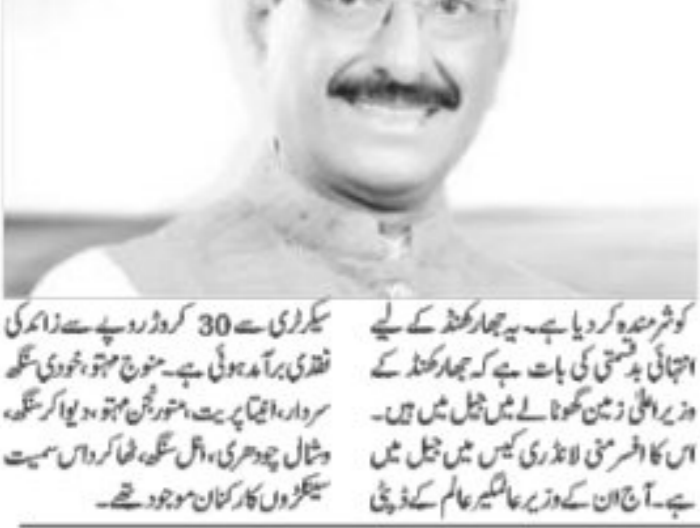 کو شرمندہ کر دیا ہے۔ یہ جھارکھنڈ کے لیے
انتہائی بدقسمتی کی بات ہے کہ جھارکھنڈ کے
وزیر اعلیٰ زمین گھوٹالے میں جیل میں ہیں۔
اس کا افسر منی لانڈری کیس میں جیل میں
ہے۔ آج ان کے وزیر عالمگیر عالم کے ڈپٹی
سیکرٹری سے 30 کروڑ روپے سے زائد کی
نقدی برآمد ہوئی ہے۔ منوج مہتو، خودی سنگھ
سردار، انیتا پریت، منورنجن مہتو، دیواکر سنگھ،
وشال چودھری، انل سنگھ، ٹھاکر داس سمیت
سینکڑوں کارکنان موجود تھے۔